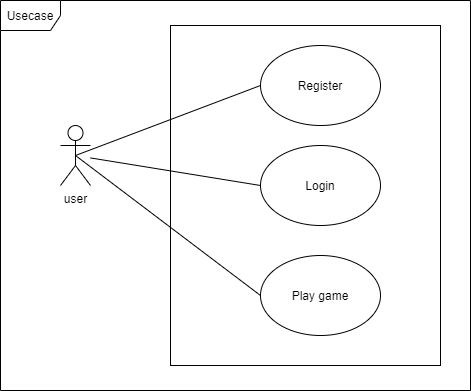 Usecase
Register
Login
user
Play game